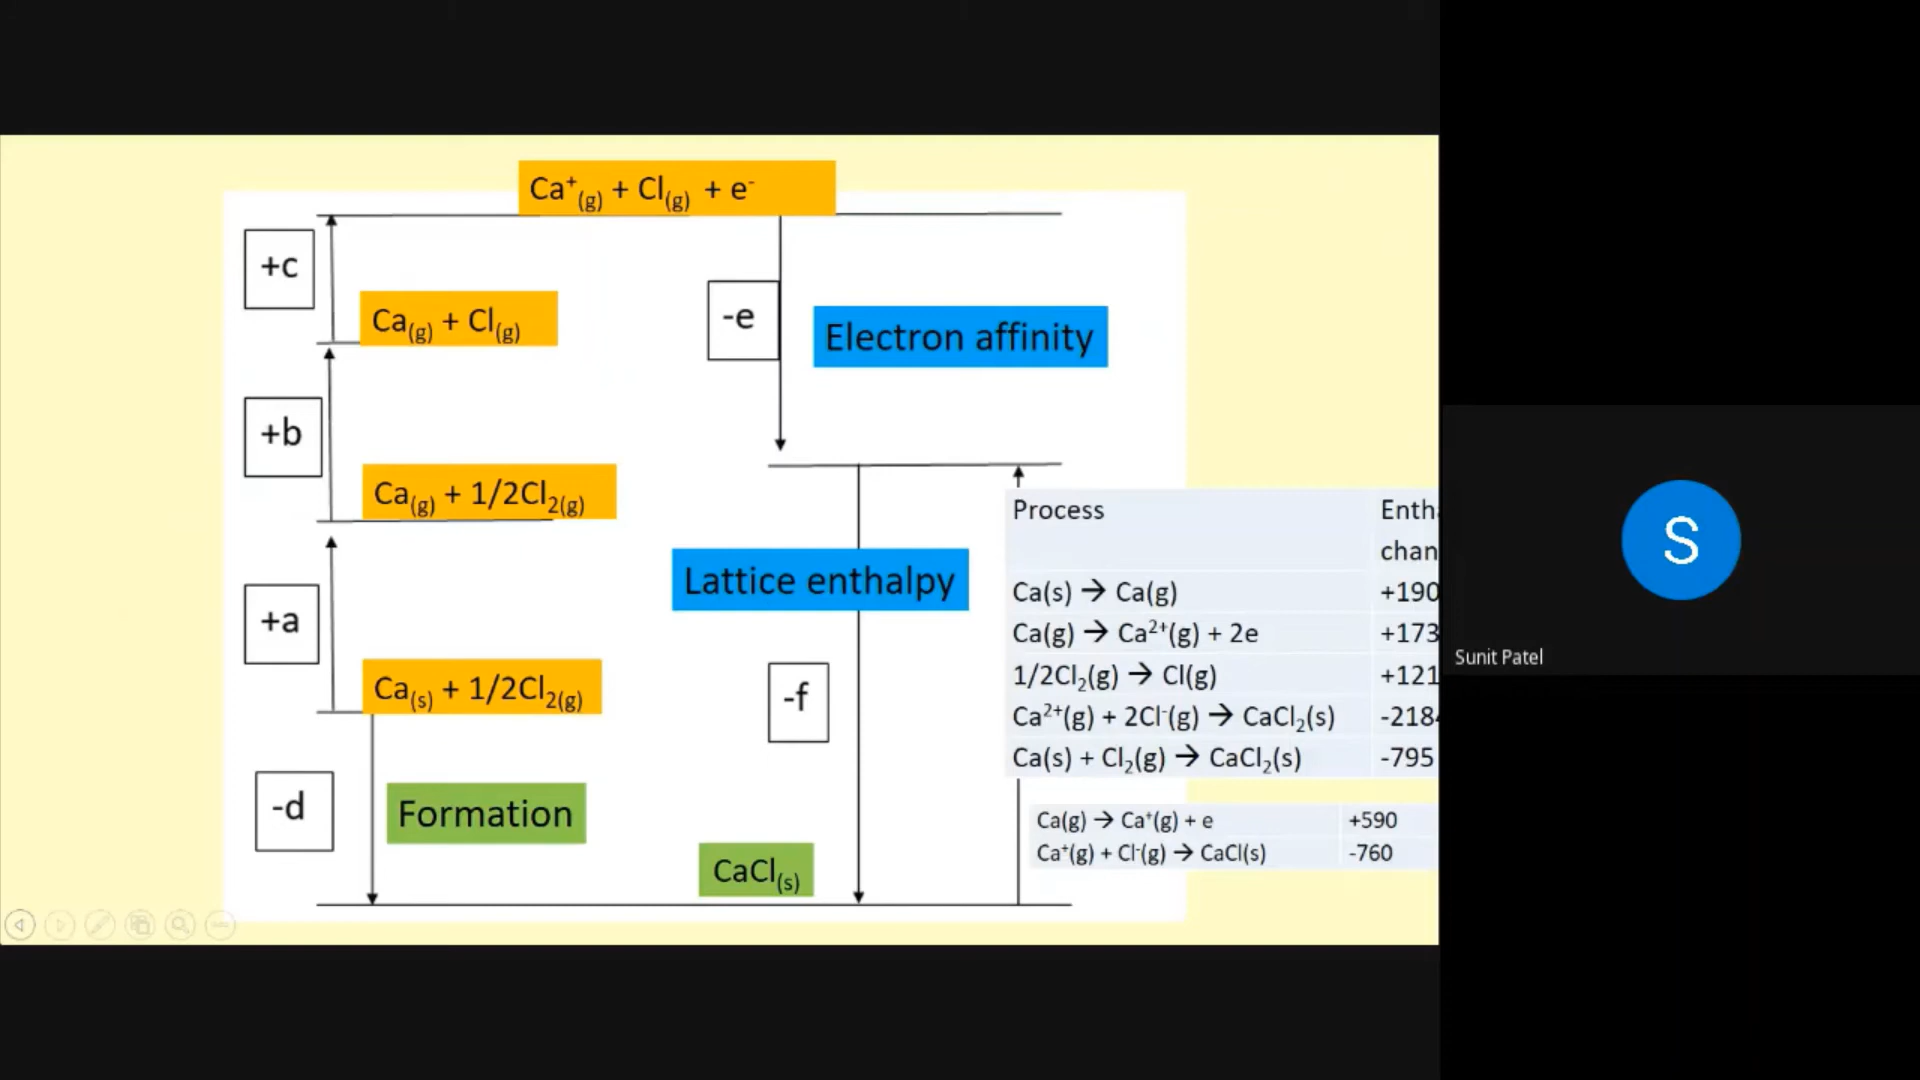 Ca⁺(g) + Cl(g) + e⁻
+c
Ca(g) + Cl(g)
-e
Electron affinity
+b
Ca(g) + 1/2Cl₂(g)
Lattice enthalpy
+a
Ca(s) + 1/2Cl₂(g)
-f
-d
Formation
CaCl(s)
Process
Ca(s) → Ca(g) +190
Ca(g) → Ca²⁺(g) + 2e +173
1/2Cl₂(g) → Cl(g) +121
Ca²⁺(g) + 2Cl⁻(g) → CaCl₂(s) -218
Ca(s) + Cl₂(g) → CaCl₂(s) -795
Ca(g) → Ca⁺(g) + e +590
Ca⁺(g) + Cl⁻(g) → CaCl(s) -760
S
Sunit Patel